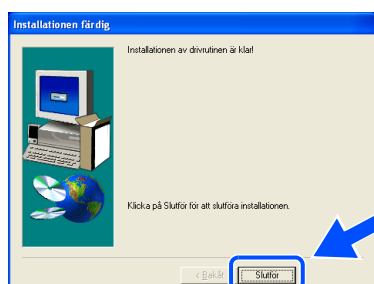 Installationen färdig
Installationen av drivrutinen är klar!
Klicka på Slutför för att slutföra installationen.
< Bakåt
Slutför